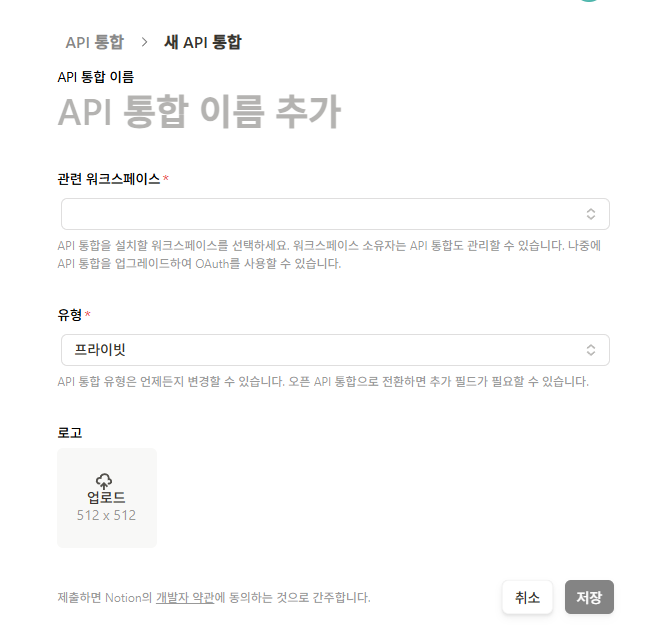 API 통합 > 새 API 통합
API 통합 이름
API 통합 이름 추가
관련 워크스페이스 *
API 통합을 설치할 워크스페이스를 선택하세요. 워크스페이스 소유자는 API 통합도 관리할 수 있습니다. 나중에
API 통합을 업그레이드하여 OAuth를 사용할 수 있습니다.
유형 *
프라이빗
API 통합 유형은 언제든지 변경할 수 있습니다. 오픈 API 통합으로 전환하면 추가 필드가 필요할 수 있습니다.
로고
업로드
512 x 512
제출하면 Notion의 개발자 약관에 동의하는 것으로 간주합니다.
취소
저장